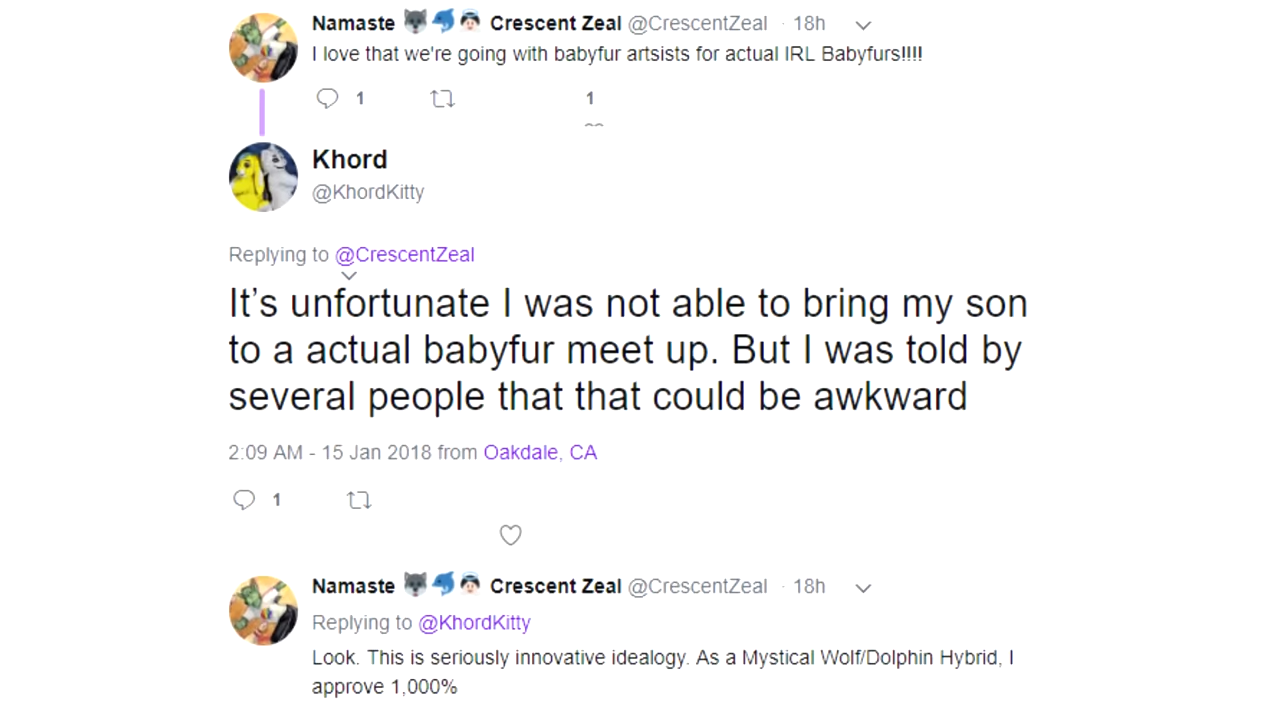 Namaste 🐺🐬👼 Crescent Zeal @CrescentZeal · 18h
I love that we're going with babyfur artsists for actual IRL Babyfurs!!!!
1 1
Khord
@KhordKitty
Replying to @CrescentZeal
It’s unfortunate I was not able to bring my son
to a actual babyfur meet up. But I was told by
several people that that could be awkward
2:09 AM - 15 Jan 2018 from Oakdale, CA
1
Namaste 🐺🐬👼 Crescent Zeal @CrescentZeal · 18h
Replying to @KhordKitty
Look. This is seriously innovative idealogy. As a Mystical Wolf/Dolphin Hybrid, I
approve 1,000%